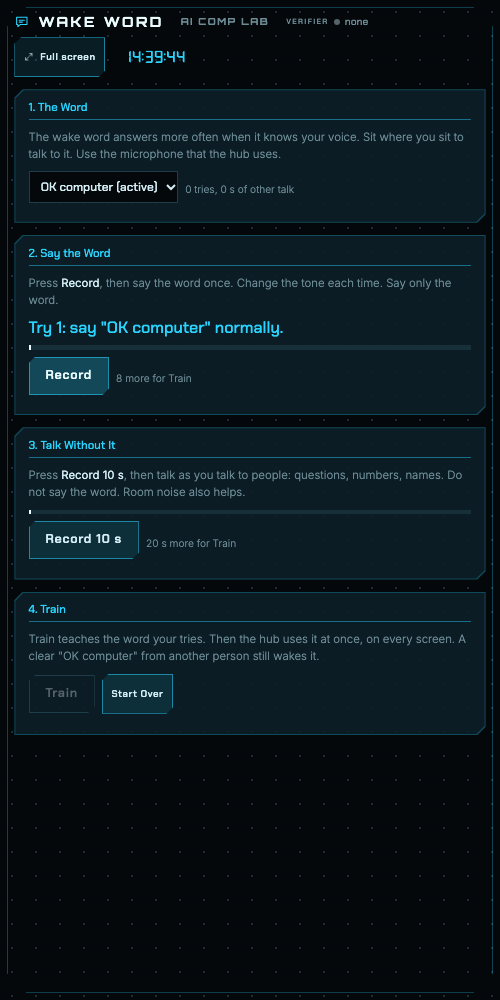 WAKE WORD AI COMP LAB VERIFIER none
Full screen 14:39:44
1. The Word
The wake word answers more often when it knows your voice. Sit where you sit to
talk to it. Use the microphone that the hub uses.
OK computer (active) 0 tries, 0 s of other talk
2. Say the Word
Press Record, then say the word once. Change the tone each time. Say only the
word.
Try 1: say "OK computer" normally.
Record 8 more for Train
3. Talk Without It
Press Record 10 s, then talk as you talk to people: questions, numbers, names. Do
not say the word. Room noise also helps.
Record 10 s 20 s more for Train
4. Train
Train teaches the word your tries. Then the hub uses it at once, on every screen. A
clear "OK computer" from another person still wakes it.
Train Start Over